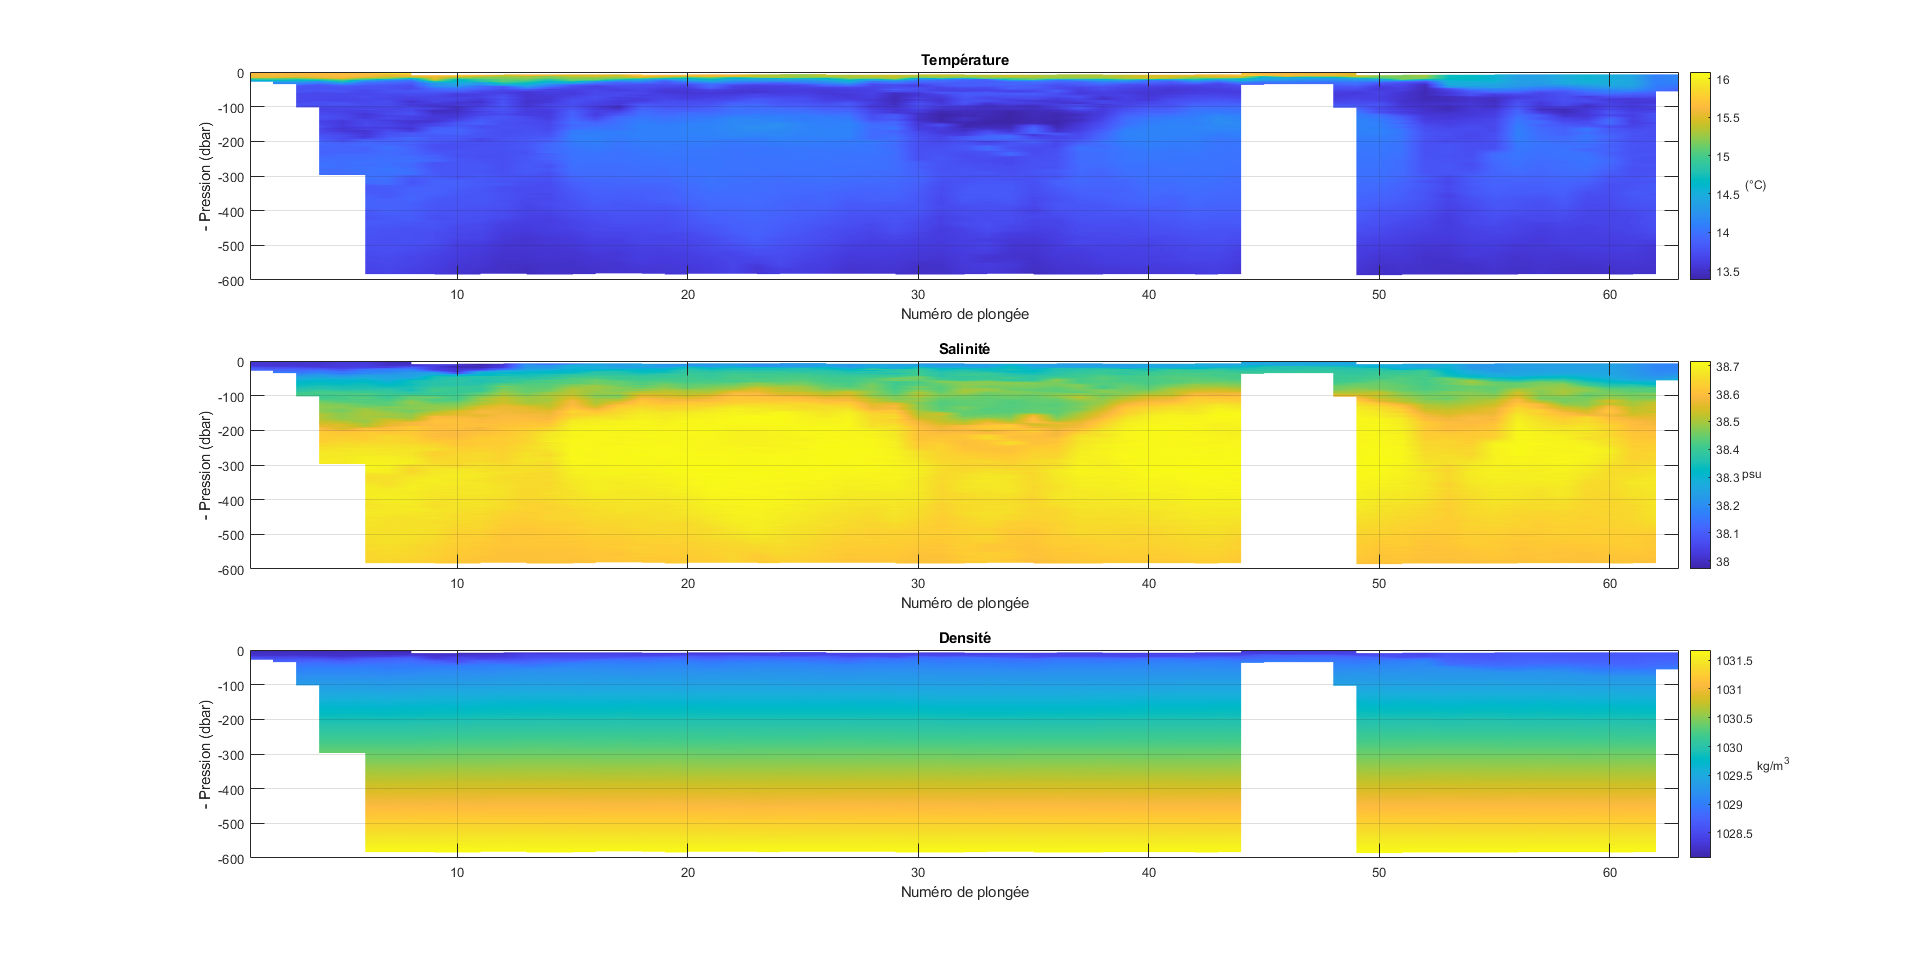 Température
0
-100
-200
-300
-400
-500
-600
- Pression (dbar)
10 20 30 40 50 60
Numéro de plongée
16
15.5
15
14.5
14
13.5
(°C)
Salinité
0
-100
-200
-300
-400
-500
-600
- Pression (dbar)
10 20 30 40 50 60
Numéro de plongée
38.7
38.6
38.5
38.4
38.3
38.2
38.1
38
psu
Densité
0
-100
-200
-300
-400
-500
-600
- Pression (dbar)
10 20 30 40 50 60
Numéro de plongée
1031.5
1031
1030.5
1030
1029.5
1029
1028.5
kg/m³